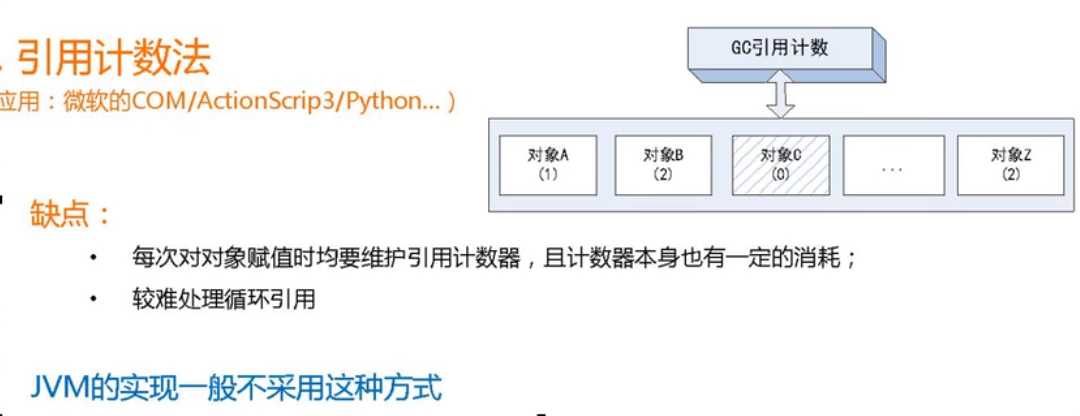 引用计数法
应用：微软的COM/ActionScrip3/Python...）
GC引用计数
对象A
(1)
对象B
(2)
对象C
(0)
...
对象Z
(2)
缺点：
• 每次对对象赋值时均要维护引用计数器，且计数器本身也有一定的消耗；
• 较难处理循环引用
JVM的实现一般不采用这种方式